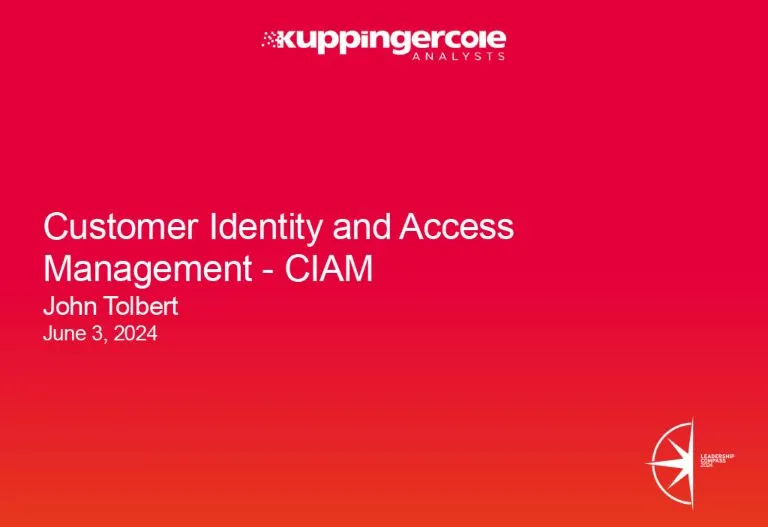 kuppingercole
ANALYSTS
Customer Identity and Access
Management - CIAM
John Tolbert
June 3, 2024
LEADERSHIP
COMPASS
2024